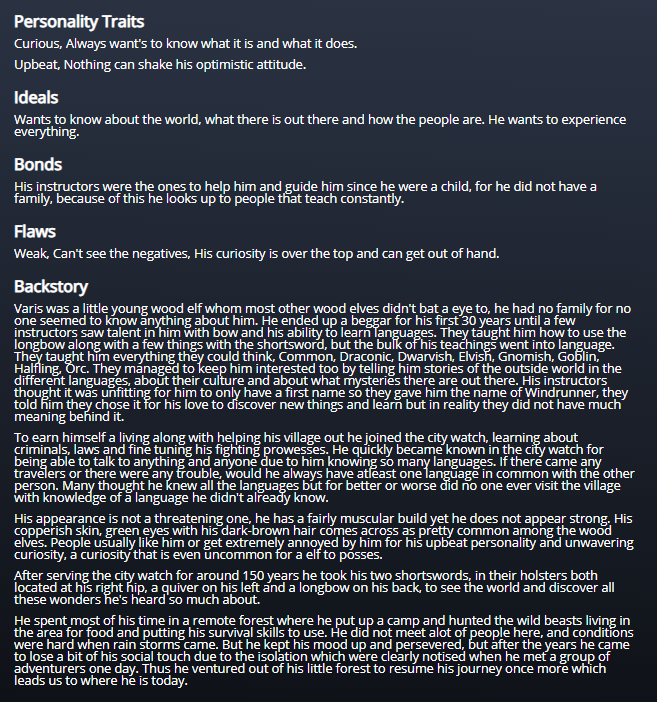 Personality Traits
Curious, Always want's to know what it is and what it does.
Upbeat, Nothing can shake his optimistic attitude.
Ideals
Wants to know about the world, what there is out there and how the people are. He wants to experience
everything.
Bonds
His instructors were the ones to help him and guide him since he were a child, for he did not have a
family, because of this he looks up to people that teach constantly.
Flaws
Weak, Can't see the negatives, His curiosity is over the top and can get out of hand.
Backstory
Varis was a little young wood elf whom most other wood elves didn't bat a eye to, he had no family for no
one seemed to know anything about him. He ended up a beggar for his first 30 years until a few
instructors saw talent in him with bow and his ability to learn languages. They taught him how to use the
longbow along with a few things with the shortsword, but the bulk of his teachings went into language.
They taught him everything they could think, Common, Draconic, Dwarvish, Elvish, Gnomish, Goblin,
Halfling, Orc. They managed to keep him interested too by telling him stories of the outside world in the
different languages, about their culture and about what mysteries there are out there. His instructors
thought it was unfitting for him to only have a first name so they gave him the name of Windrunner, they
told him they chose it for his love to discover new things and learn but in reality they did not have much
meaning behind it.
To earn himself a living along with helping his village out he joined the city watch, learning about
criminals, laws and fine tuning his fighting prowesses. He quickly became known in the city watch for
being able to talk to anything and anyone due to him knowing so many languages. If there came any
travelers or there were any trouble, would he always have atleast one language in common with the other
person. Many thought he knew all the languages but for better or worse did no one ever visit the village
with knowledge of a language he didn't already know.
His appearance is not a threatening one, he has a fairly muscular build yet he does not appear strong. His
copperish skin, green eyes with his dark-brown hair comes across as pretty common among the wood
elves. People usually like him or get extremely annoyed by him for his upbeat personality and unwavering
curiosity, a curiosity that is even uncommon for a elf to posses.
After serving the city watch for around 150 years he took his two shortswords, in their holsters both
located at his right hip, a quiver on his left and a longbow on his back, to see the world and discover all
these wonders he's heard so much about.
He spent most of his time in a remote forest where he put up a camp and hunted the wild beasts living in
the area for food and putting his survival skills to use. He did not meet alot of people here, and conditions
were hard when rain storms came. But he kept his mood up and persevered, but after the years he came
to lose a bit of his social touch due to the isolation which were clearly notised when he met a group of
adventurers one day. Thus he ventured out of his little forest to resume his journey once more which
leads us to where he is today.